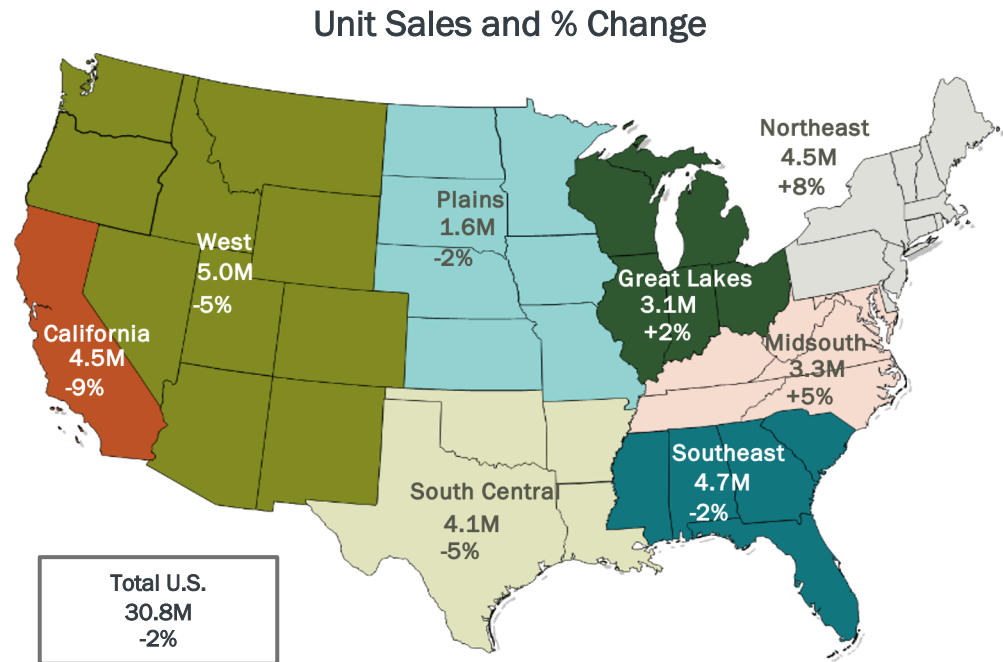 Unit Sales and % Change
Northeast
4.5M
+8%
Plains
1.6M
-2%
West
5.0M
-5%
Great Lakes
3.1M
+2%
California
4.5M
-9%
Midsouth
3.3M
+5%
Southeast
4.7M
-2%
South Central
4.1M
-5%
Total U.S.
30.8M
-2%